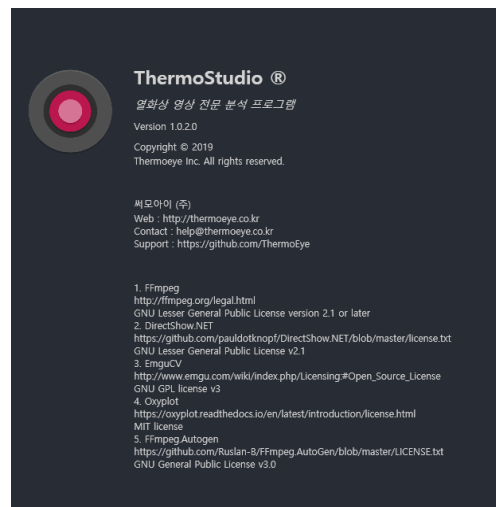 ThermoStudio ®
열화상 영상 전문 분석 프로그램
Version 1.0.2.0
Copyright © 2019
Thermoeye Inc. All rights reserved.
써모아이 (주)
Web : http://thermoeye.co.kr
Contact : help@thermoeye.co.kr
Support : https://github.com/ThermoEye
1. FFmpeg
http://ffmpeg.org/legal.html
GNU Lesser General Public License version 2.1 or later
2. DirectShow.NET
https://github.com/pauldotknopf/DirectShow.NET/blob/master/license.txt
GNU Lesser General Public License v2.1
3. EmguCV
http://www.emgu.com/wiki/index.php/Licensing:#Open_Source_License
GNU GPL license v3
4. Oxyplot
https://oxyplot.readthedocs.io/en/latest/introduction/license.html
MIT license
5. FFmpeg.Autogen
https://github.com/Ruslan-B/FFmpeg.AutoGen/blob/master/LICENSE.txt
GNU General Public License v3.0